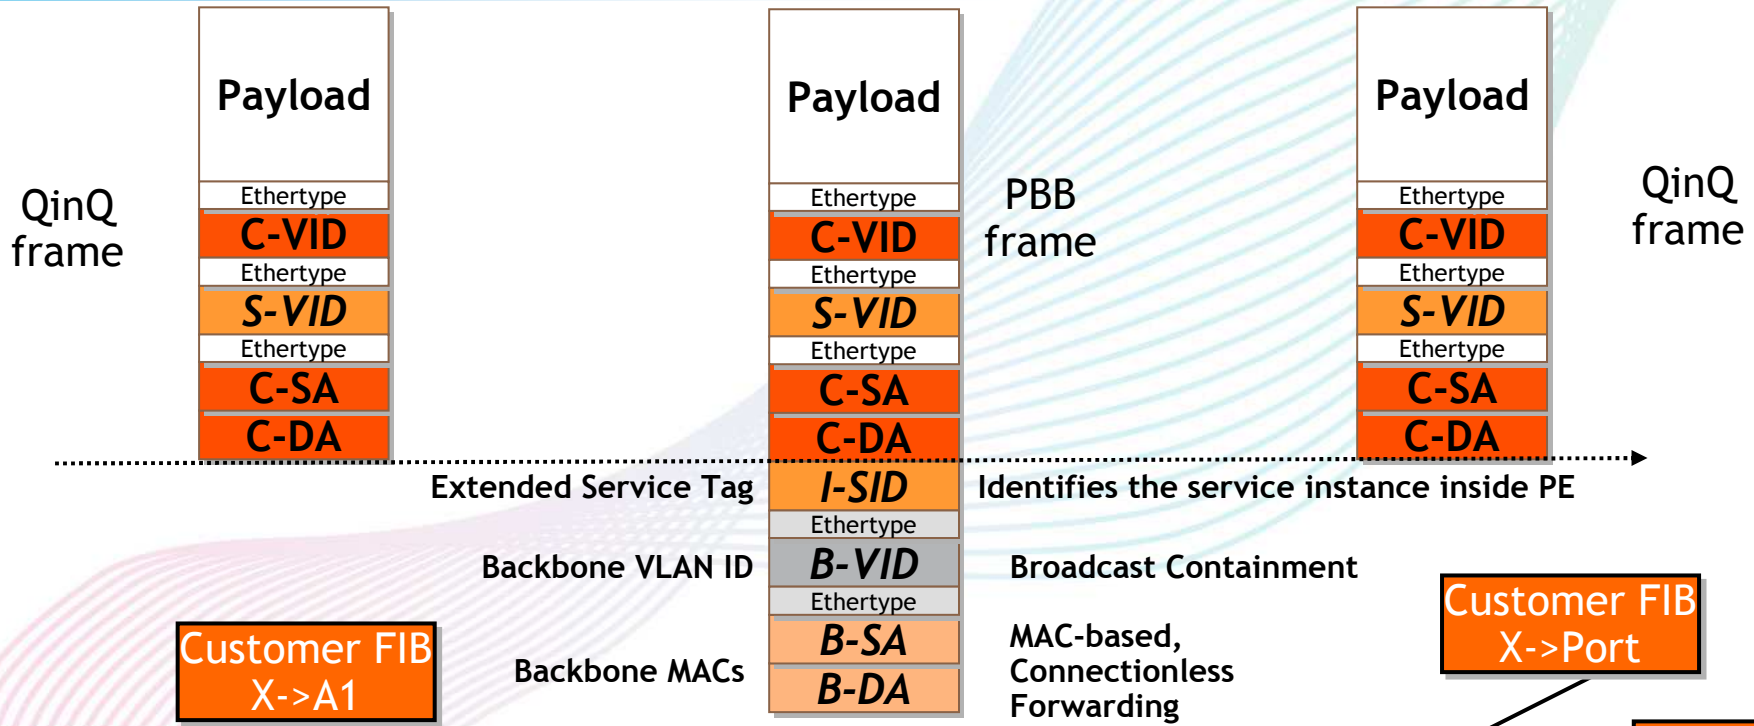 QinQ
frame
Payload
Ethertype
C-VID
Ethertype
S-VID
Ethertype
C-SA
C-DA
Payload
Ethertype
C-VID
Ethertype
S-VID
Ethertype
C-SA
C-DA
I-SID
Ethertype
B-VID
Ethertype
B-SA
B-DA
PBB
frame
Payload
Ethertype
C-VID
Ethertype
S-VID
Ethertype
C-SA
C-DA
QinQ
frame
Extended Service Tag
Identifies the service instance inside PE
Backbone VLAN ID
Broadcast Containment
Backbone MACs
MAC-based,
Connectionless
Forwarding
Customer FIB
X->A1
Customer FIB
X->Port